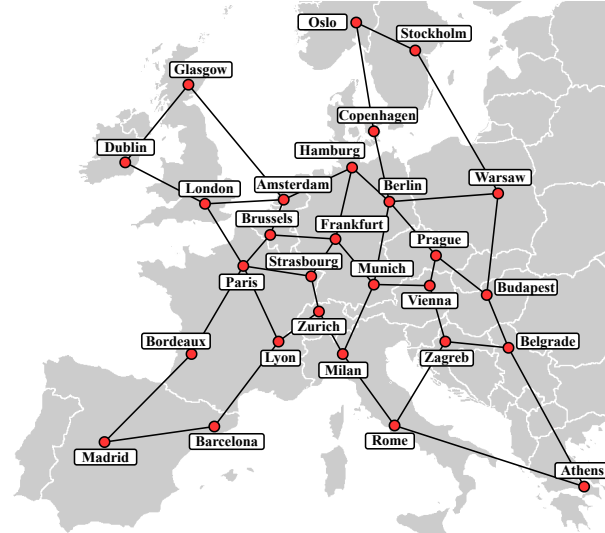 Oslo
Stockholm
Glasgow
Copenhagen
Hamburg
Dublin
Warsaw
London
Amsterdam
Berlin
Brussels
Frankfurt
Prague
Strasbourg
Munich
Paris
Budapest
Vienna
Zurich
Bordeaux
Belgrade
Lyon
Zagreb
Milan
Barcelona
Rome
Madrid
Athens